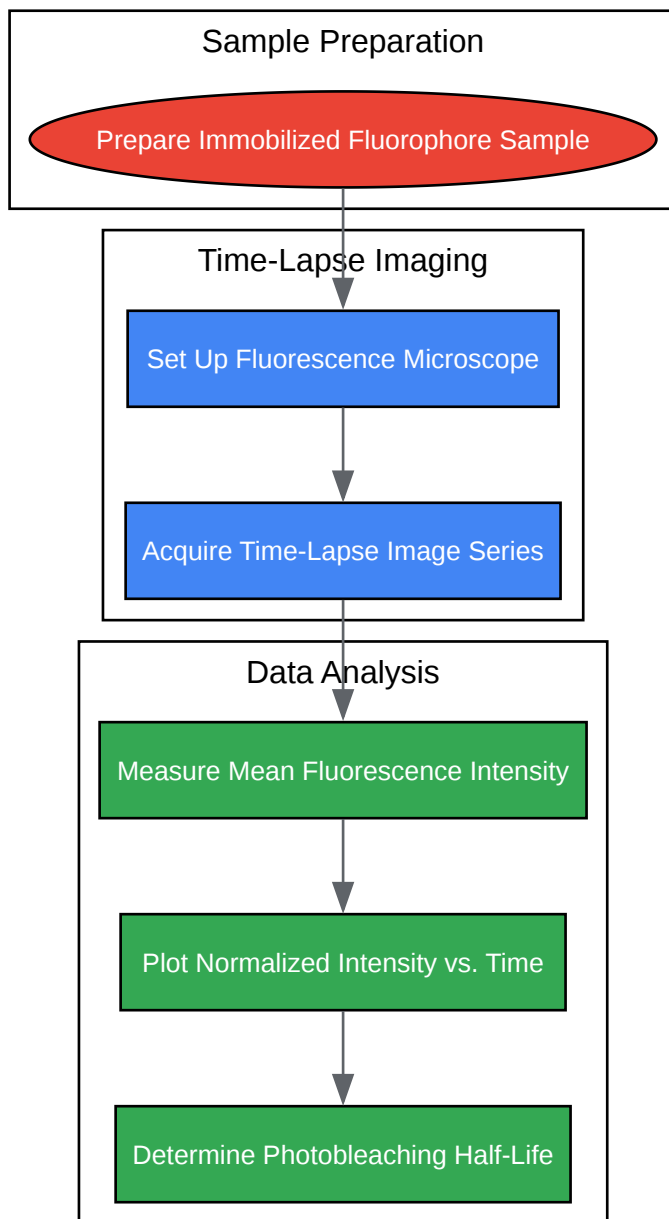 Sample Preparation
Prepare Immobilized Fluorophore Sample
Time-Lapse Imaging
Set Up Fluorescence Microscope
Acquire Time-Lapse Image Series
Data Analysis
Measure Mean Fluorescence Intensity
Plot Normalized Intensity vs. Time
Determine Photobleaching Half-Life